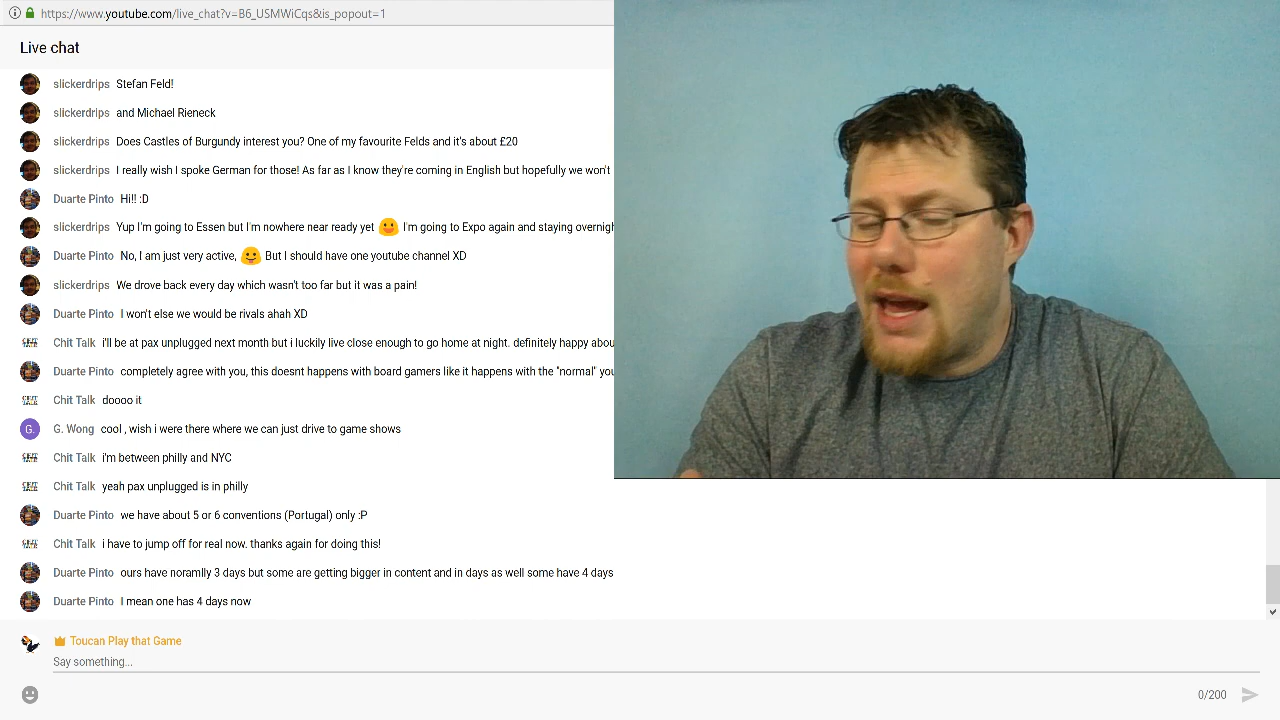 https://www.youtube.com/live_chat?v=B6_USMWiCqs&is_popout=1
Live chat
slickerdrips Stefan Feld!
slickerdrips and Michael Rieneck
slickerdrips Does Castles of Burgundy interest you? One of my favourite Felds and it's about £20
slickerdrips I really wish I spoke German for those! As far as I know they're coming in English but hopefully we won't
Duarte Pinto Hi!! :D
slickerdrips Yup I'm going to Essen but I'm nowhere near ready yet I'm going to Expo again and staying overnigh
Duarte Pinto No, I am just very active, But I should have one youtube channel XD
slickerdrips We drove back every day which wasn't too far but it was a pain!
Duarte Pinto I won't else we would be rivals ahah XD
Chit Talk i'll be at pax unplugged next month but i luckily live close enough to go home at night. definitely happy abou
Duarte Pinto completely agree with you, this doesnt happens with board gamers like it happens with the "normal" you
Chit Talk doooo it
G. G. Wong cool , wish i were there where we can just drive to game shows
Chit Talk i'm between philly and NYC
Chit Talk yeah pax unplugged is in philly
Duarte Pinto we have about 5 or 6 conventions (Portugal) only :P
Chit Talk i have to jump off for real now. thanks again for doing this!
Duarte Pinto ours have noramlly 3 days but some are getting bigger in content and in days as well some have 4 days
Duarte Pinto I mean one has 4 days now
Toucan Play that Game
Say something...
0/200